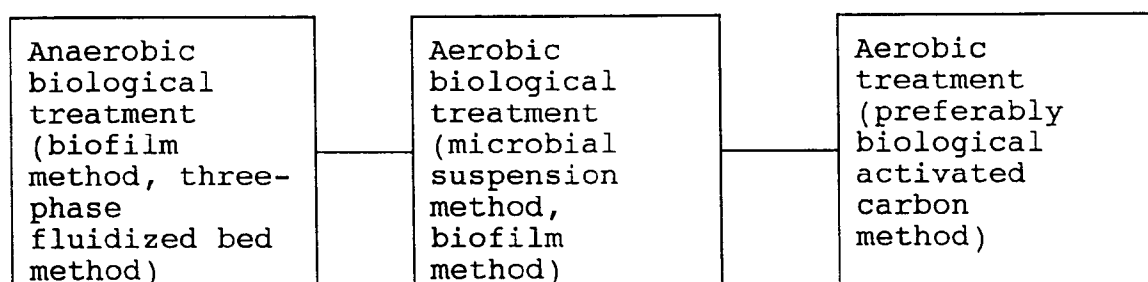 Anaerobic
biological
treatment
(biofilm
method, three-
phase
fluidized bed
method)
Aerobic
biological
treatment
(microbial
suspension
method,
biofilm
method)
Aerobic
treatment
(preferably
biological
activated
carbon
method)